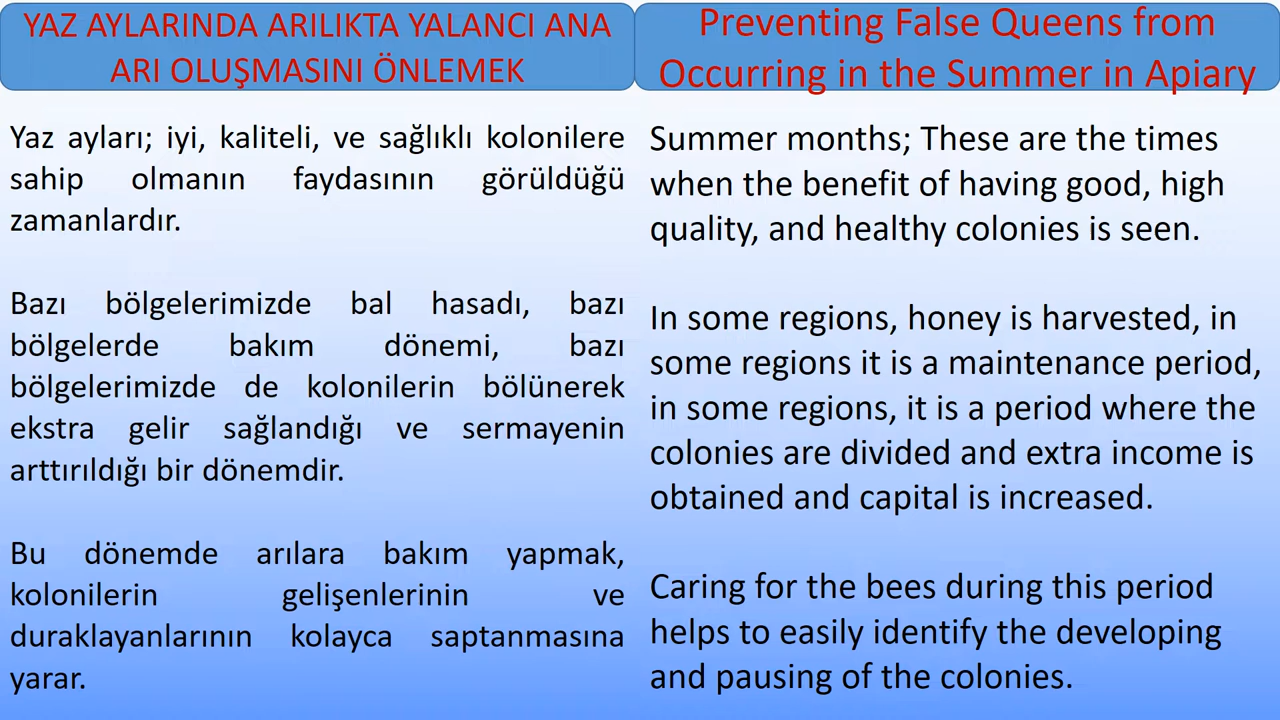 YAZ AYLARINDA ARILIKTA YALANCI ANA
ARI OLUŞMASINI ÖNLEMEK
Yaz ayları; iyi, kaliteli, ve sağlıklı kolonilere
sahip olmanın faydasının görüldüğü
zamanlardır.
Bazı bölgelerimizde bal hasadı, bazı
bölgelerde bakım dönemi, bazı
bölgelerimizde de kolonilerin bölünerek
ekstra gelir sağlandığı ve sermayenin
arttırıldığı bir dönemdir.
Bu dönemde arılara bakım yapmak,
kolonilerin gelişenlerinin ve
duraklayanlarının kolayca saptanmasına
yarar.
Preventing False Queens from
Occurring in the Summer in Apiary
Summer months; These are the times
when the benefit of having good, high
quality, and healthy colonies is seen.
In some regions, honey is harvested, in
some regions it is a maintenance period,
in some regions, it is a period where the
colonies are divided and extra income is
obtained and capital is increased.
Caring for the bees during this period
helps to easily identify the developing
and pausing of the colonies.